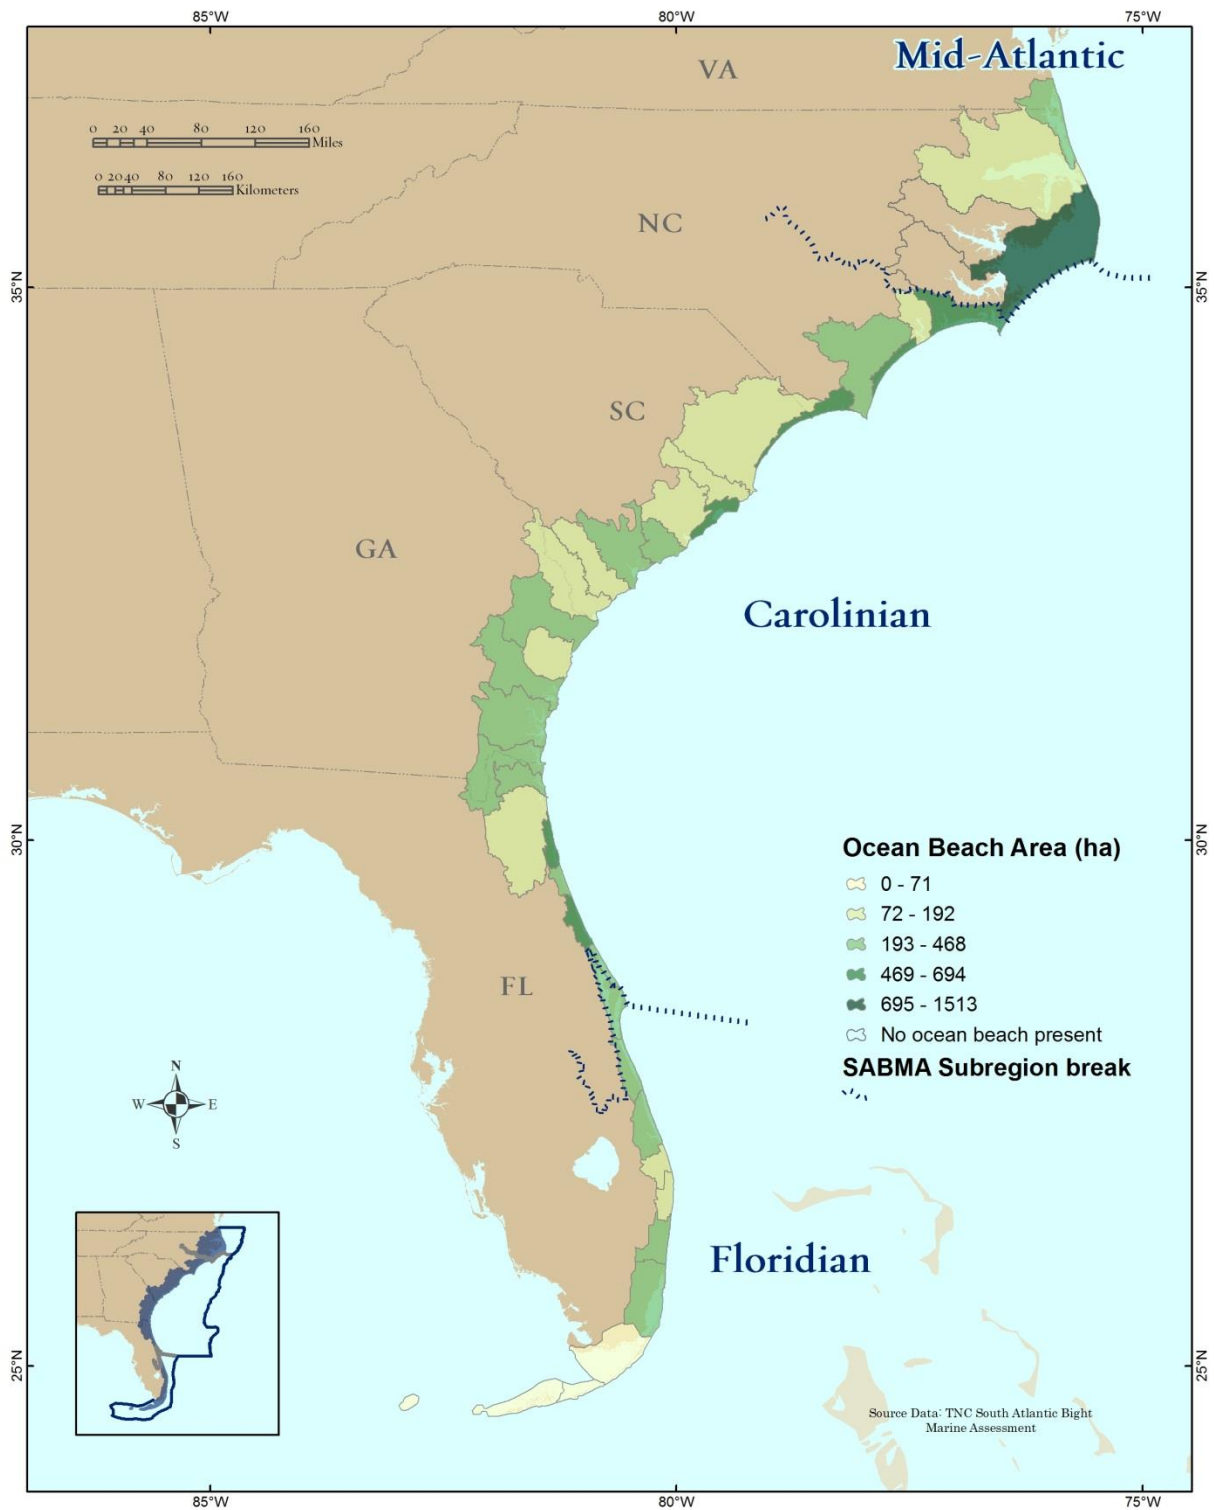 85°W 80°W 75°W
Mid-Atlantic
VA
0 20 40 80 120 160
Miles
0 20 40 80 120 160
Kilometers
NC
35°N 35°N
SC
GA
Carolinian
30°N 30°N
Ocean Beach Area (ha)
0 - 71
72 - 192
193 - 468
469 - 694
695 - 1513
No ocean beach present
SABMA Subregion break
FL
N
W E
S
Floridian
25°N 25°N
Source Data: TNC South Atlantic Bight
Marine Assessment
85°W 80°W 75°W